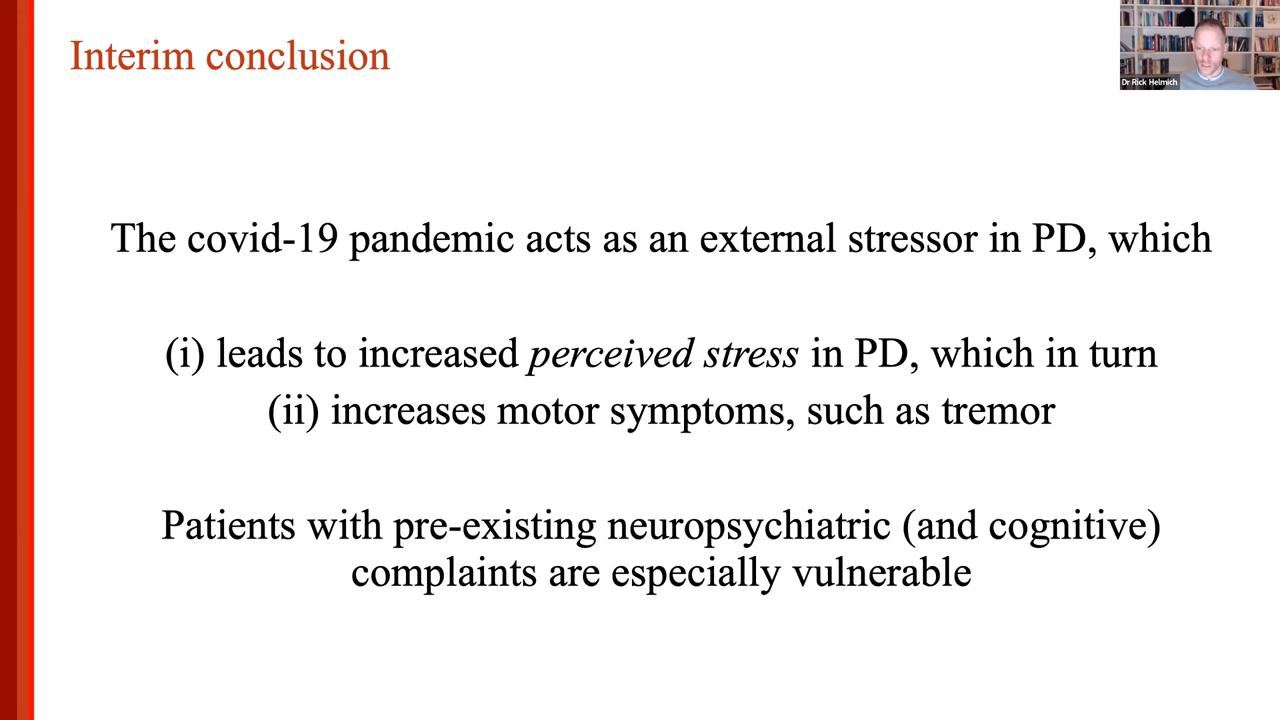 Interim conclusion
Dr Rick Helmich
The covid-19 pandemic acts as an external stressor in PD, which
(i) leads to increased perceived stress in PD, which in turn
(ii) increases motor symptoms, such as tremor
Patients with pre-existing neuropsychiatric (and cognitive)
complaints are especially vulnerable